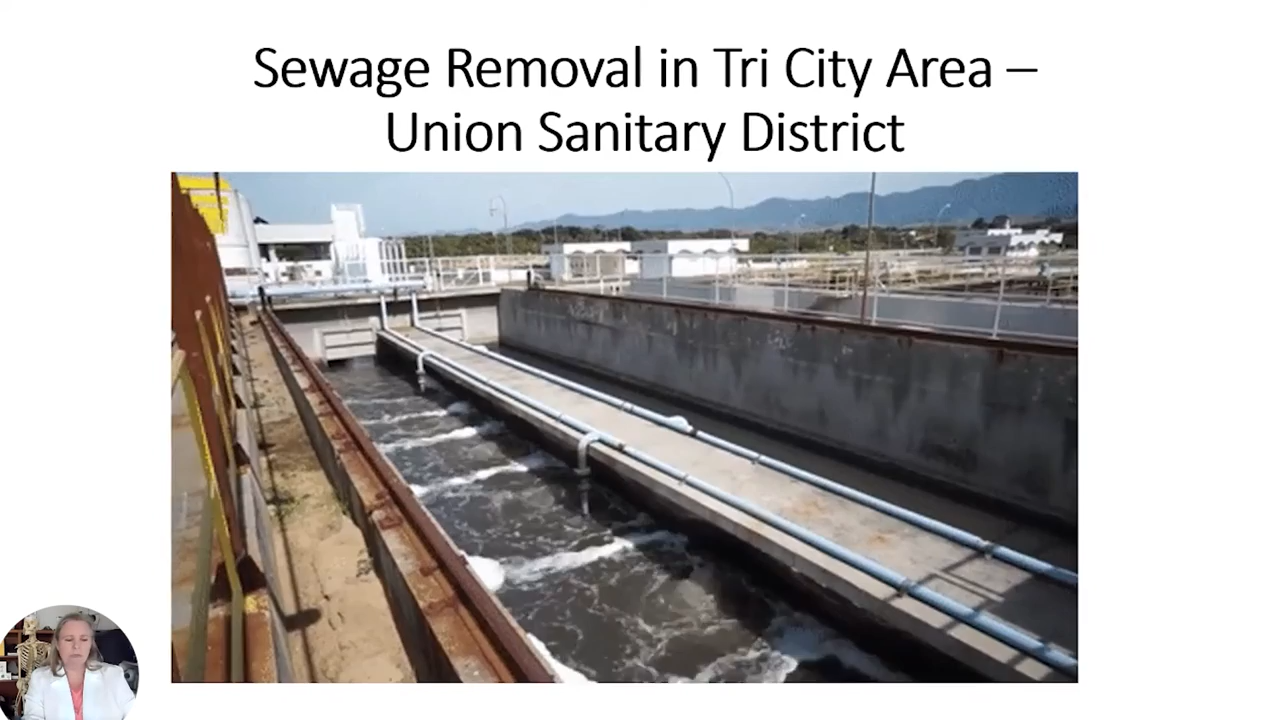 Sewage Removal in Tri City Area –
Union Sanitary District